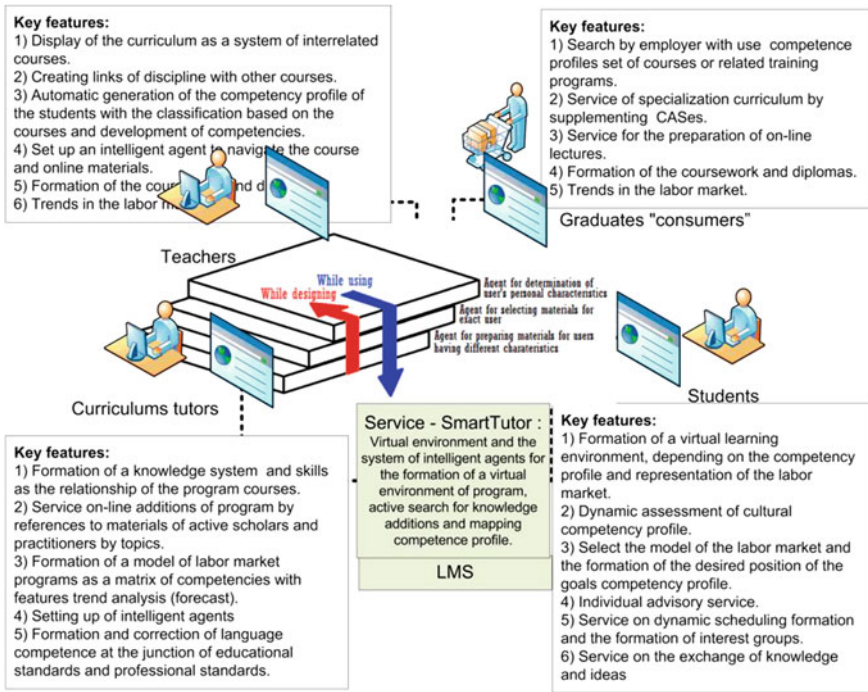 Key features:
1) Display of the curriculum as a system of interrelated
courses.
2) Creating links of discipline with other courses.
3) Automatic generation of the competency profile of
the students with the classification based on the
courses and development of competencies.
4) Set up an intelligent agent to navigate the course
and online materials.
5) Formation of the cour nd d
6) Trends in the labor m
Teachers
Key features:
1) Search by employer with use competence
profiles set of courses or related training
programs.
2) Service of specialization curriculum by
supplementing CASes.
3) Service for the preparation of on-line
lectures.
4) Formation of the coursework and diplomas.
5) Trends in the labor market.
Graduates "consumers"
While using
While designing
Agent for determination of
user's personal characteristics
Agent for selecting materials for
exact user
Agent for preparing materials for users
having different charateristics
Curriculums tutors
Students
Key features:
1) Formation of a knowledge system and skills
as the relationship of the program courses.
2) Service on-line additions of program by
references to materials of active scholars and
practitioners by topics.
3) Formation of a model of labor market
programs as a matrix of competencies with
features trend analysis (forecast).
4) Setting up of intelligent agents
5) Formation and correction of language
competence at the junction of educational
standards and professional standards.
Service - SmartTutor :
Virtual environment and the
system of intelligent agents for
the formation of a virtual
environment of program,
active search for knowledge
additions and mapping
competence profile.
LMS
Key features:
1) Formation of a virtual learning
environment, depending on the competency
profile and representation of the labor
market.
2) Dynamic assessment of cultural
competency profile.
3) Select the model of the labor market and
the formation of the desired position of the
goals competency profile.
4) Individual advisory service.
5) Service on dynamic scheduling formation
and the formation of interest groups.
6) Service on the exchange of knowledge
and ideas